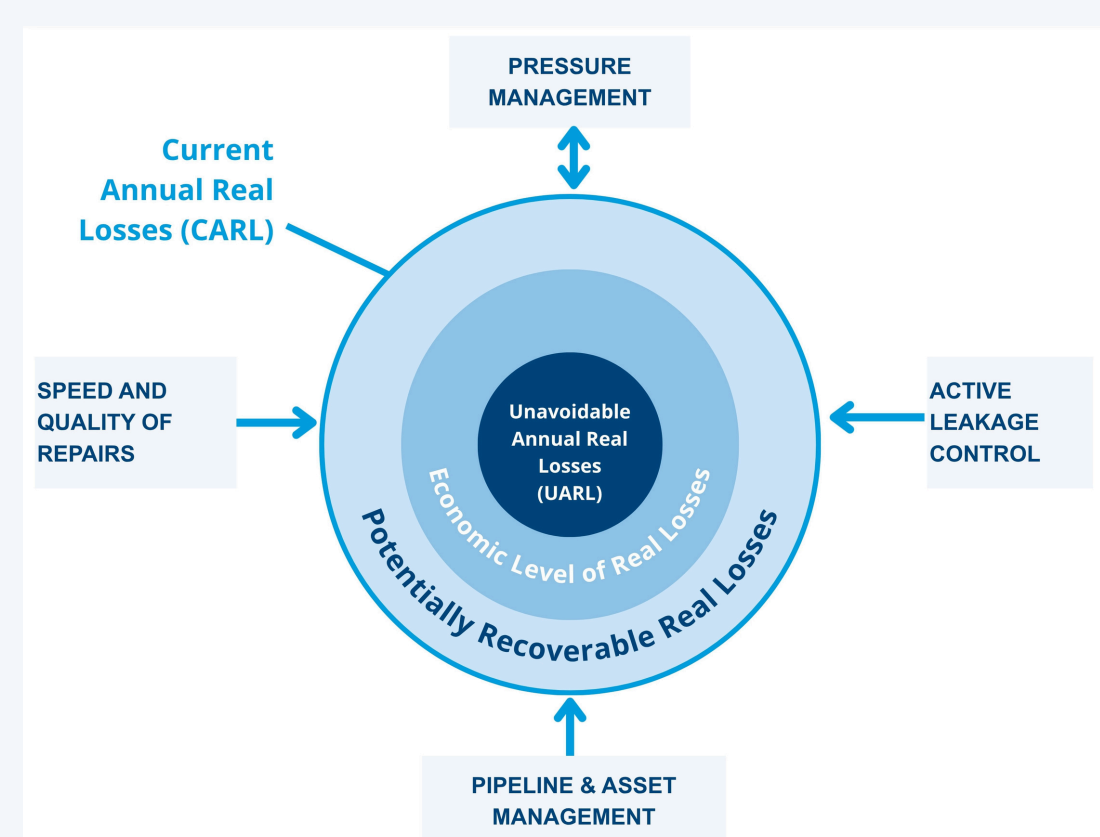 PRESSURE
MANAGEMENT
Current
Annual Real
Losses (CARL)
SPEED AND
QUALITY OF
REPAIRS
Unavoidable
Annual Real
Losses
(UARL)
Economic Level of Real Losses
Potentially Recoverable Real Losses
ACTIVE
LEAKAGE
CONTROL
PIPELINE & ASSET
MANAGEMENT